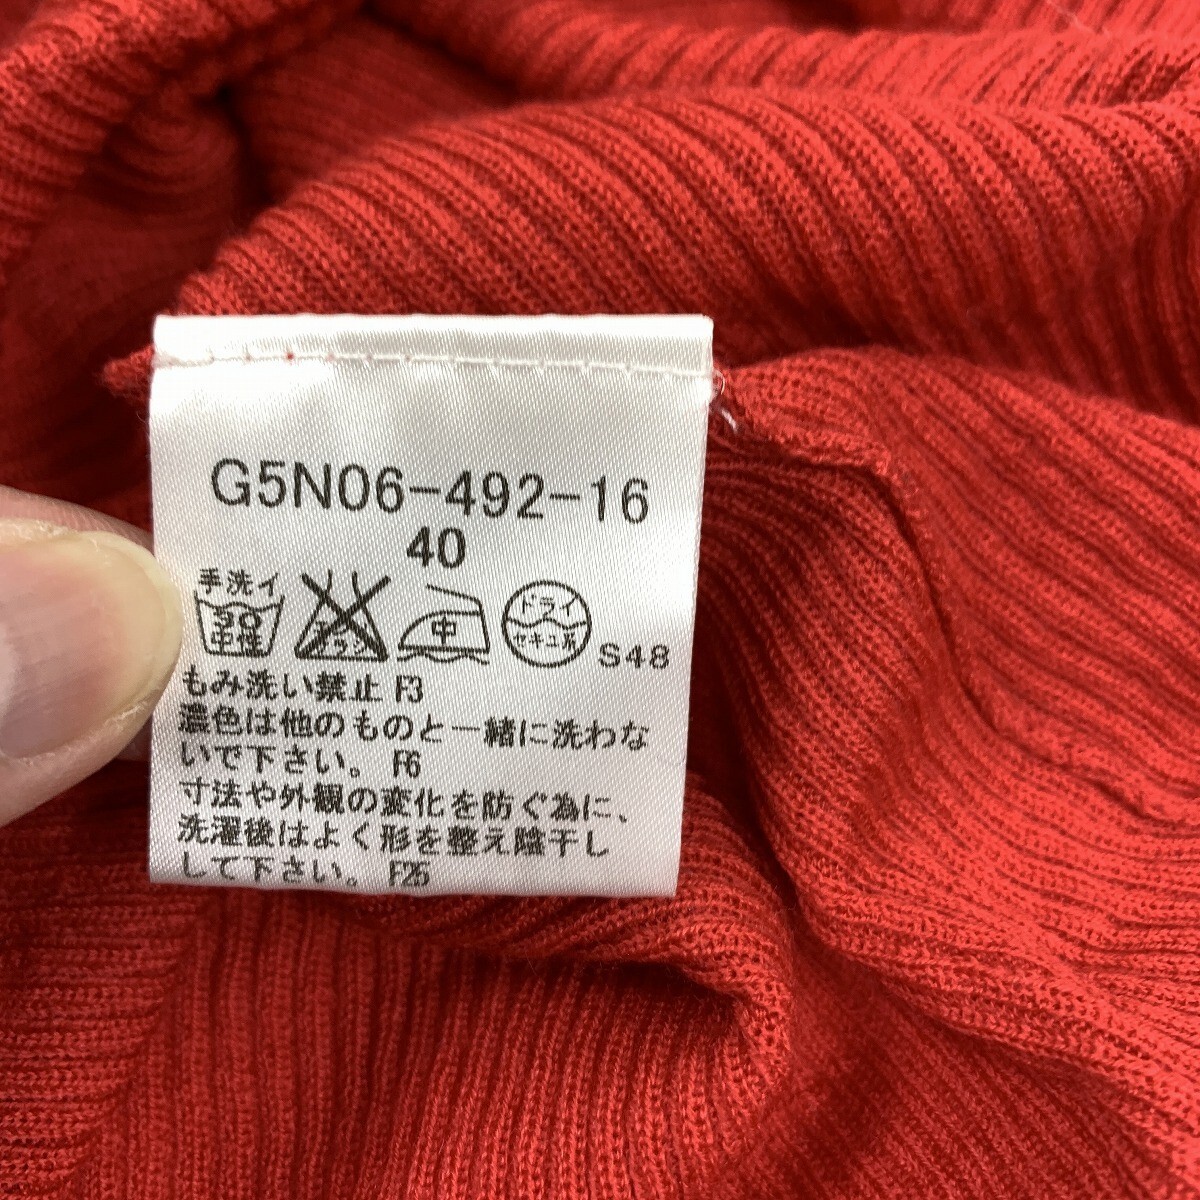 G5N06-492-16
40
手洗イ
30
中性
エンソ
サラシ
中
ドライ
セキユ系
S48
もみ洗い禁止 F3
濃色は他のものと一緒に洗わな
いで下さい。 F6
寸法や外観の変化を防ぐ為に、
洗濯後はよく形を整え陰干し
して下さい。 F26